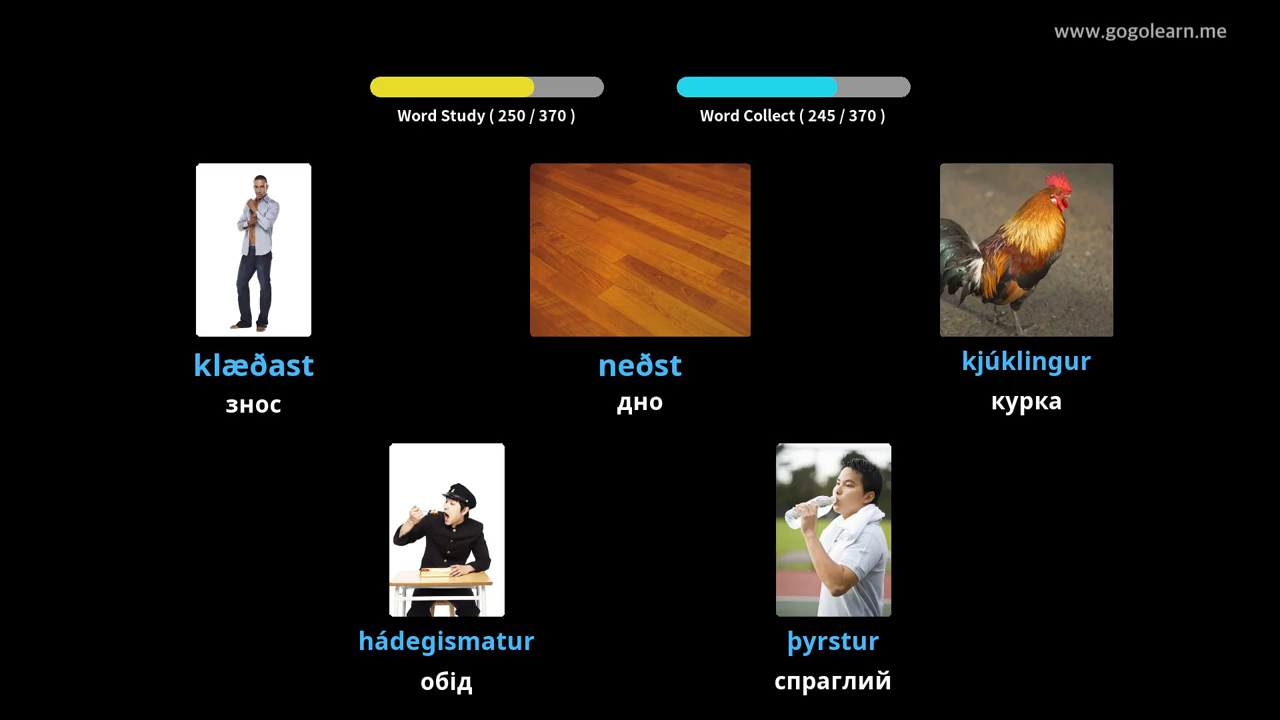 www.gogolearn.me
Word Study ( 250 / 370 )
Word Collect ( 245 / 370 )
klæðast
neðst
kjúklingur
знос
дно
курка
hádegismatur
þyrstur
обід
спраглий